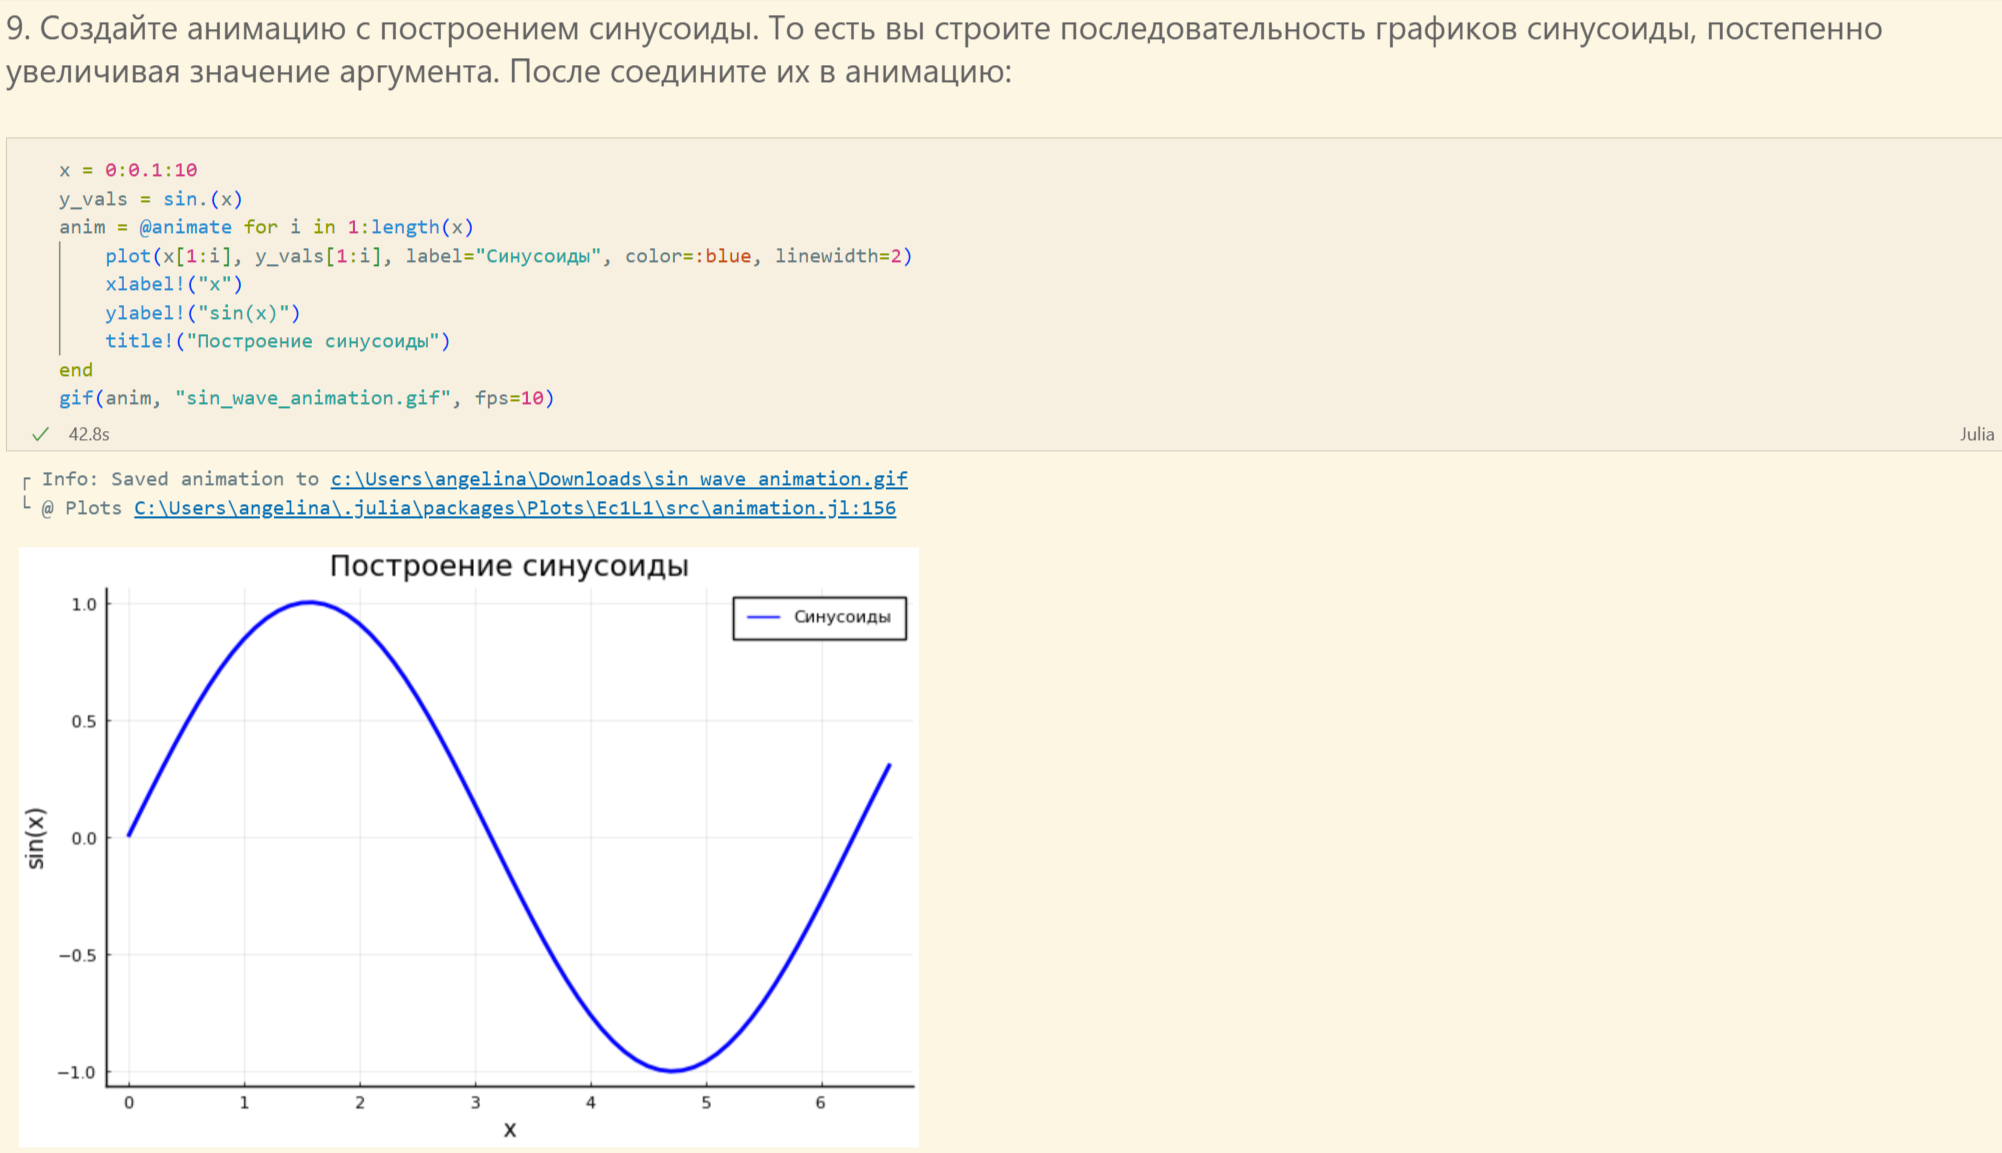 9. Создайте анимацию с построением синусоиды. То есть вы строите последовательность графиков синусоиды, постепенно
увеличивая значение аргумента. После соедините их в анимацию:
x = 0:0.1:10
y_vals = sin.(x)
anim = @animate for i in 1:length(x)
    plot(x[1:i], y_vals[1:i], label="Синусоиды", color=:blue, linewidth=2)
    xlabel!("x")
    ylabel!("sin(x)")
    title!("Построение синусоиды")
end
gif(anim, "sin_wave_animation.gif", fps=10)
42.8s
Julia
┌ Info: Saved animation to c:\Users\angelina\Downloads\sin_wave_animation.gif
└ @ Plots C:\Users\angelina\.julia\packages\Plots\Ec1L1\src\animation.jl:156
Построение синусоиды
Синусоиды
1.0
0.5
0.0
−0.5
−1.0
sin(x)
0 1 2 3 4 5 6
x